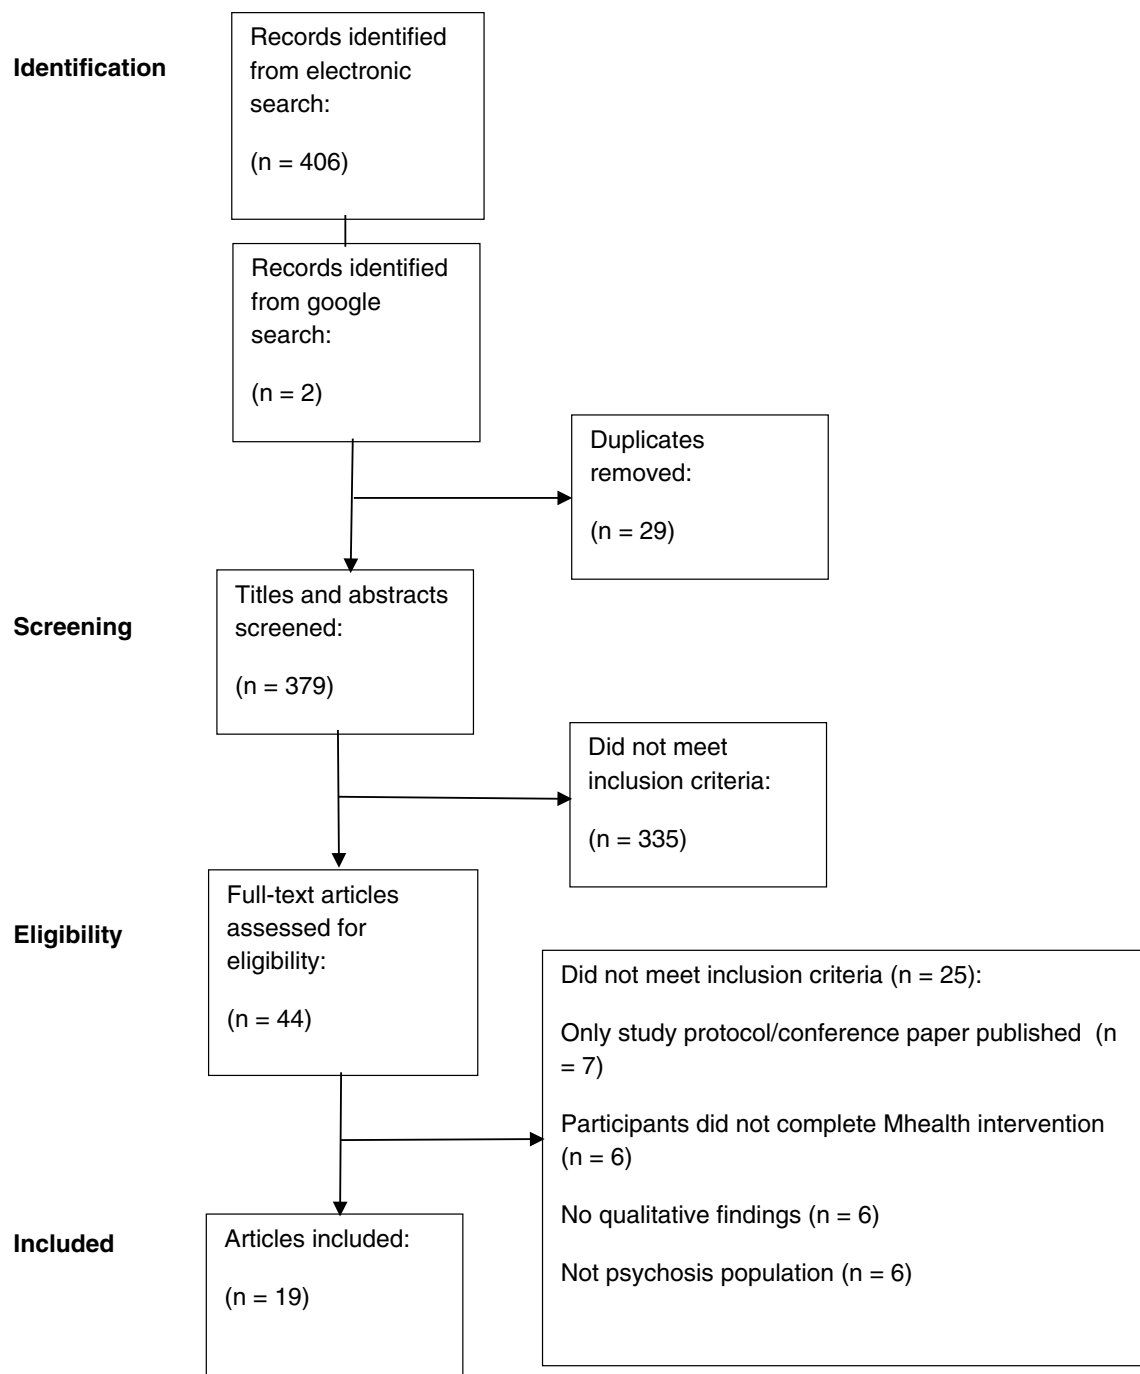 Identification
Records identified
from electronic
search:
(n = 406)
Records identified
from google
search:
(n = 2)
Duplicates
removed:
(n = 29)
Screening
Titles and abstracts
screened:
(n = 379)
Did not meet
inclusion criteria:
(n = 335)
Eligibility
Full-text articles
assessed for
eligibility:
(n = 44)
Did not meet inclusion criteria (n = 25):
Only study protocol/conference paper published (n
= 7)
Participants did not complete Mhealth intervention
(n = 6)
No qualitative findings (n = 6)
Not psychosis population (n = 6)
Included
Articles included:
(n = 19)